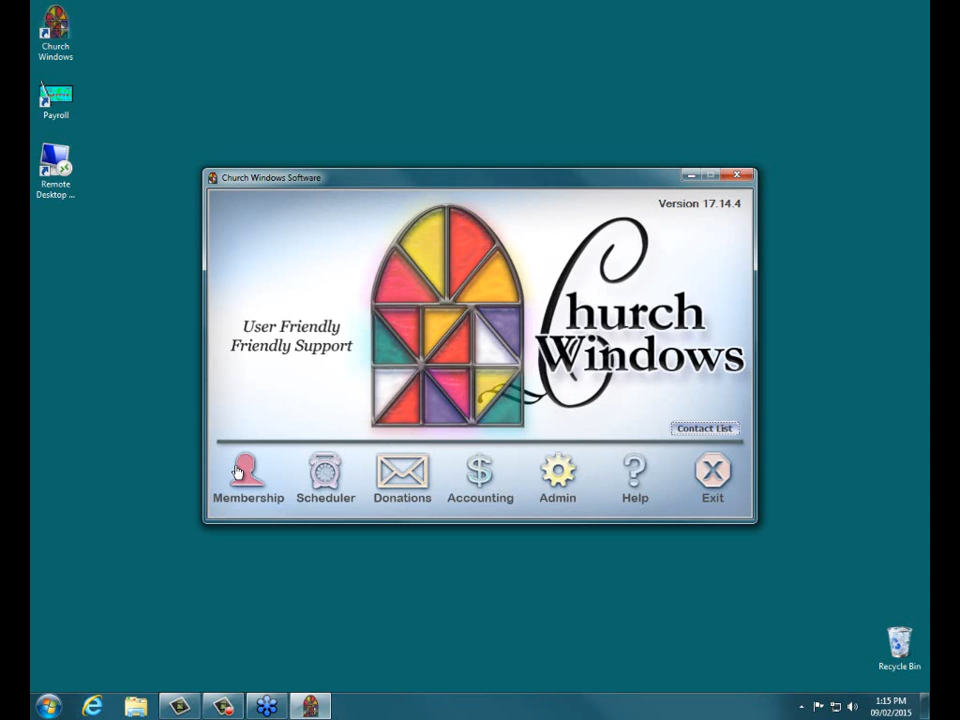 Church
Windows
Payroll
Remote
Desktop ...
Church Windows Software
Version 17.14.4
User Friendly
Friendly Support
Church
Windows
Contact List
Membership
Scheduler
Donations
Accounting
Admin
Help
Exit
Recycle Bin
1:15 PM
09/02/2015